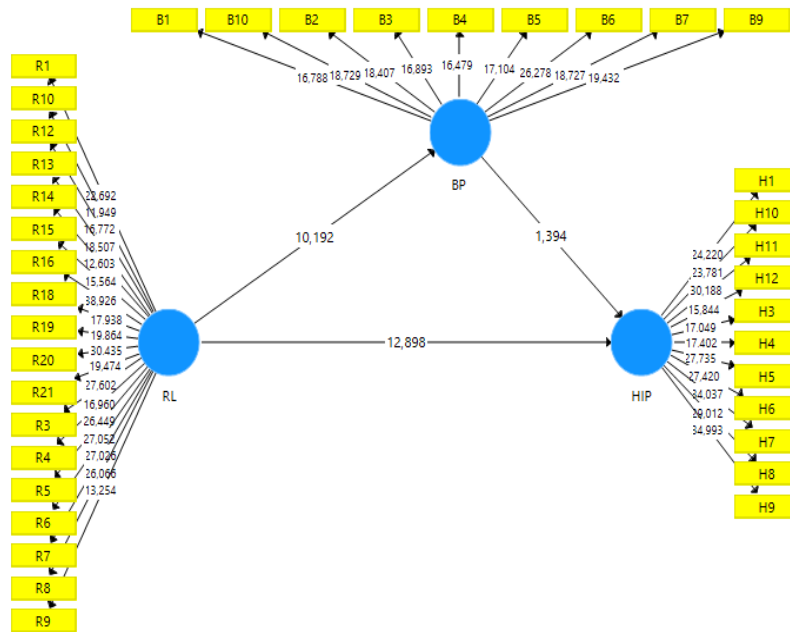 B1 B10 B2 B3 B4 B5 B6 B7 B9
16,788 18,729 18,407 16,893 16,479 17,104 26,278 18,727 19,432
BP
R1
R10
R12
R13
R14
R15
R16
R18
R19
R20
R21
R3
R4
R5
R6
R7
R8
R9
11,949
16,772
18,507
12,603
15,564
38,926
17,938
19,864
30,435
19,474
27,602
16,960
26,449
27,052
27,026
26,066
13,254
RL
10,192
1,394
12,898
HIP
24,220
23,781
30,188
15,844
17,049
17,402
27,735
27,420
34,037
29,012
34,993
H1
H10
H11
H12
H3
H4
H5
H6
H7
H8
H9